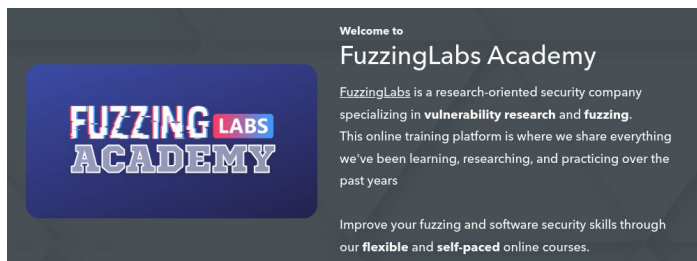 FUZZING LABS
ACADEMY
Welcome to
FuzzingLabs Academy
FuzzingLabs is a research-oriented security company
specializing in vulnerability research and fuzzing.
This online training platform is where we share everything
we've been learning, researching, and practicing over the
past years
Improve your fuzzing and software security skills through
our flexible and self-paced online courses.